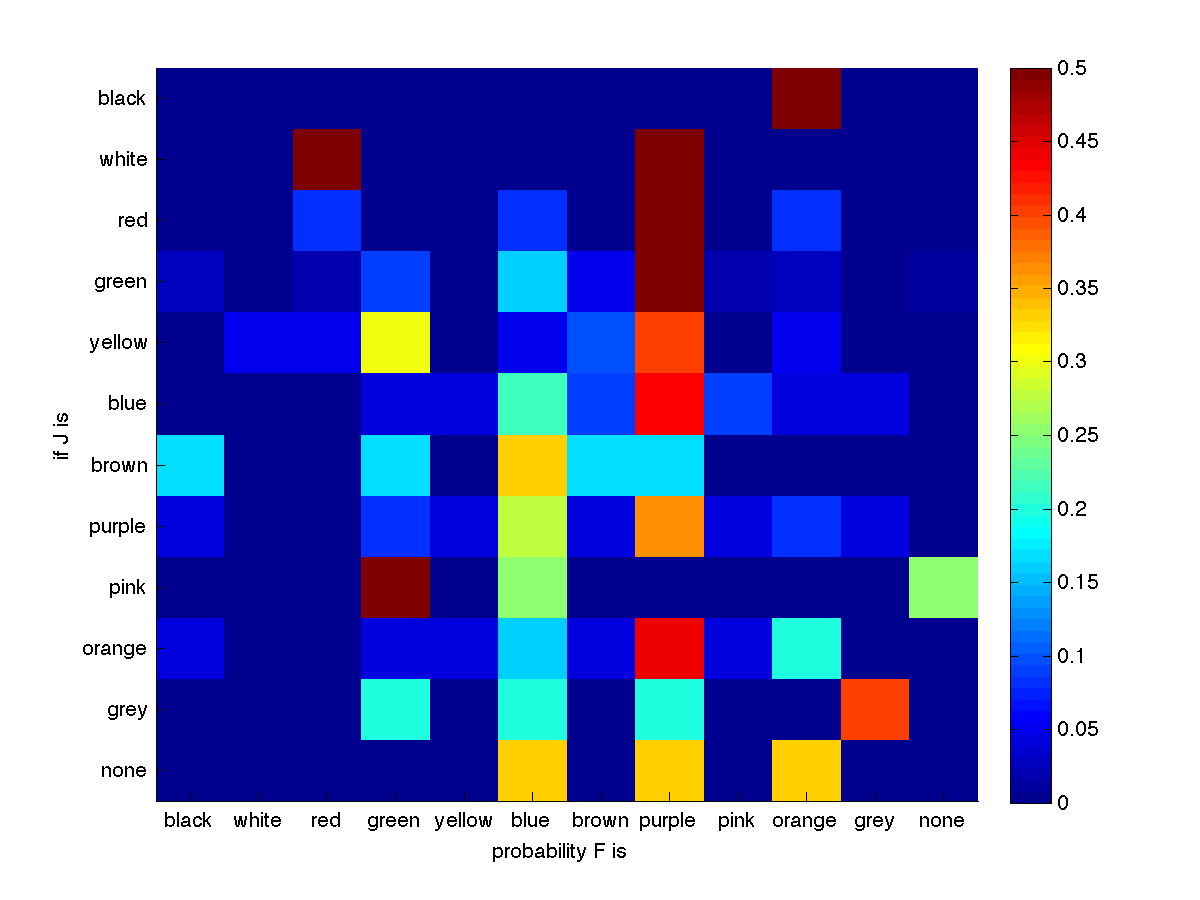 black
white
red
green
yellow
blue
brown
purple
pink
orange
grey
none
if J is
black white red green yellow blue brown purple pink orange grey none
probability F is
0.5
0.45
0.4
0.35
0.3
0.25
0.2
0.15
0.1
0.05
0